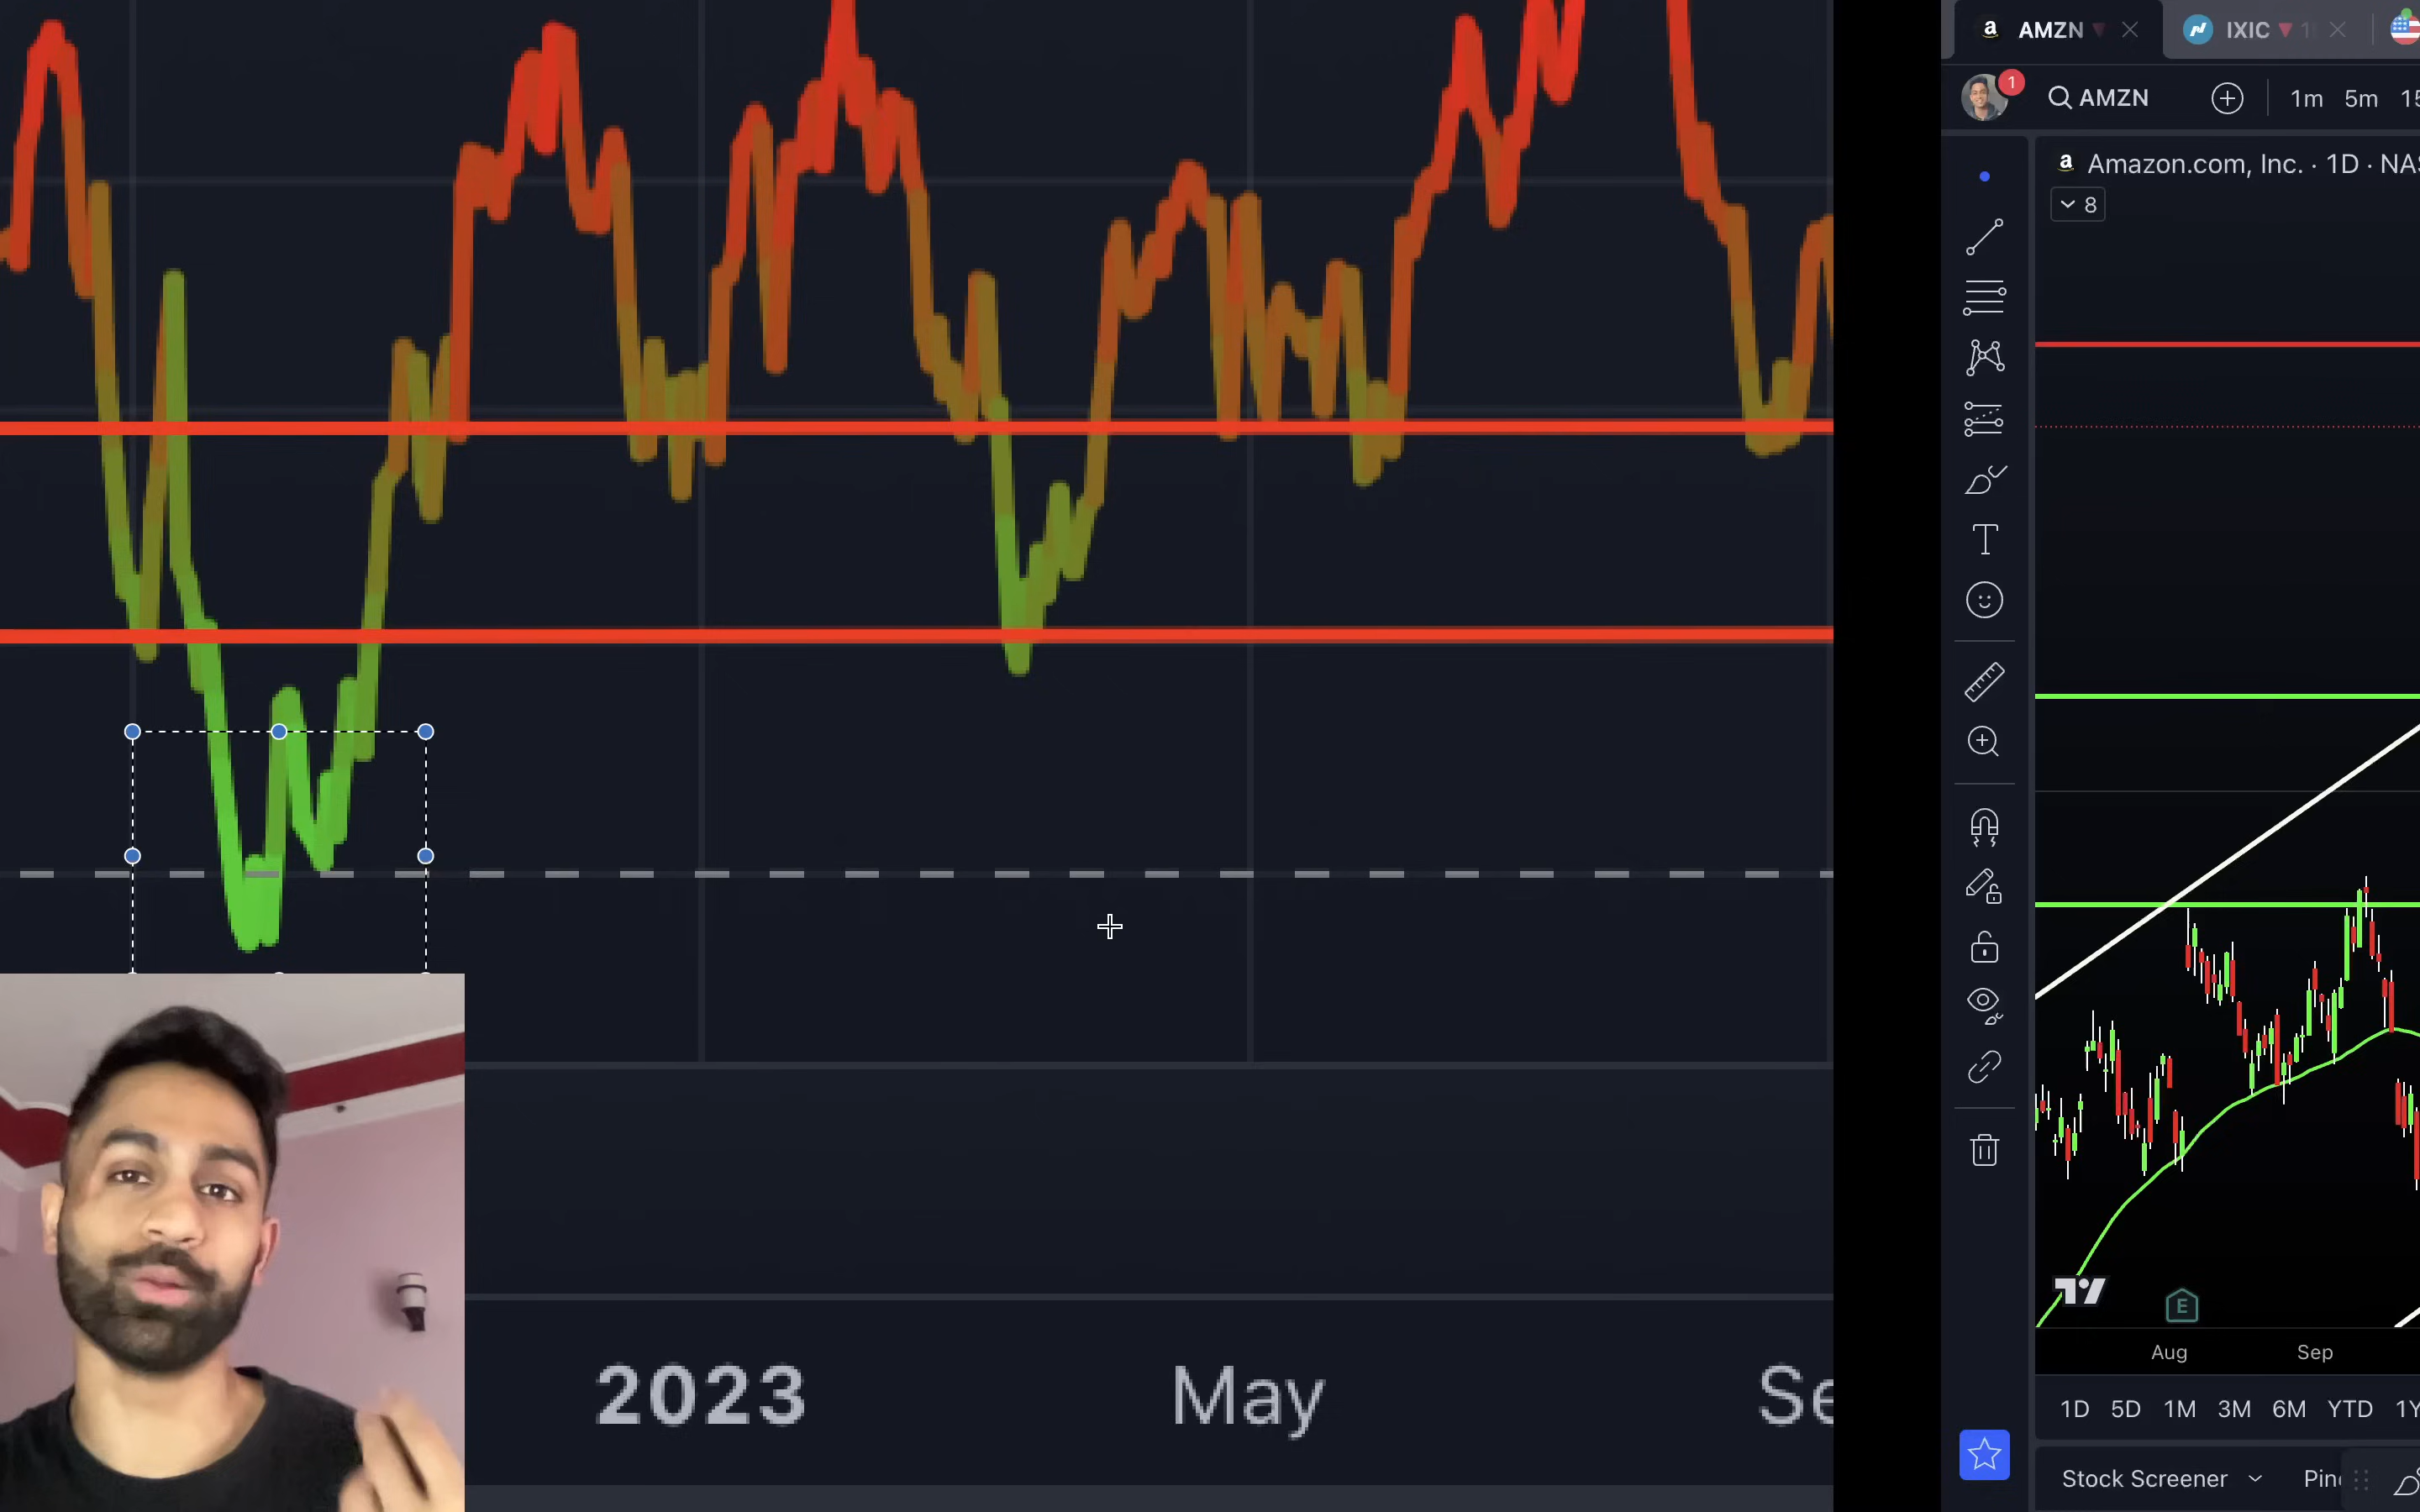 AMZN
IXIC
1
AMZN
1m 5m
Amazon.com, Inc. · 1D ·
8
T
E
2023 May
Aug Sep
1D 5D 1M 3M 6M YTD
Stock Screener